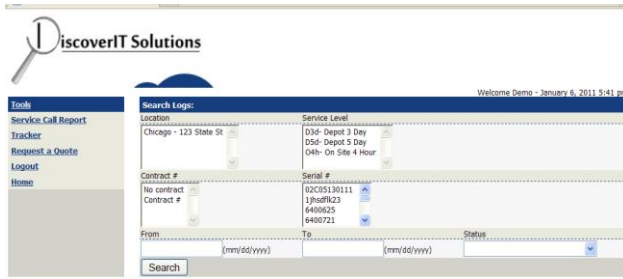 DiscoverIT Solutions
Welcome Demo - January 6, 2011 5:41 p
Tools
Service Call Report
Tracker
Request a Quote
Logout
Home
Search Logs:
Location
Service Level
Chicago - 123 State St
D3d- Depot 3 Day
D5d- Depot 5 Day
O4h- On Site 4 Hour
Contract #
Serial #
No contract
Contract #
02C05130111
1jhsdflk23
6400625
6400721
From
To
Status
(mm/dd/yyyy)
(mm/dd/yyyy)
Search